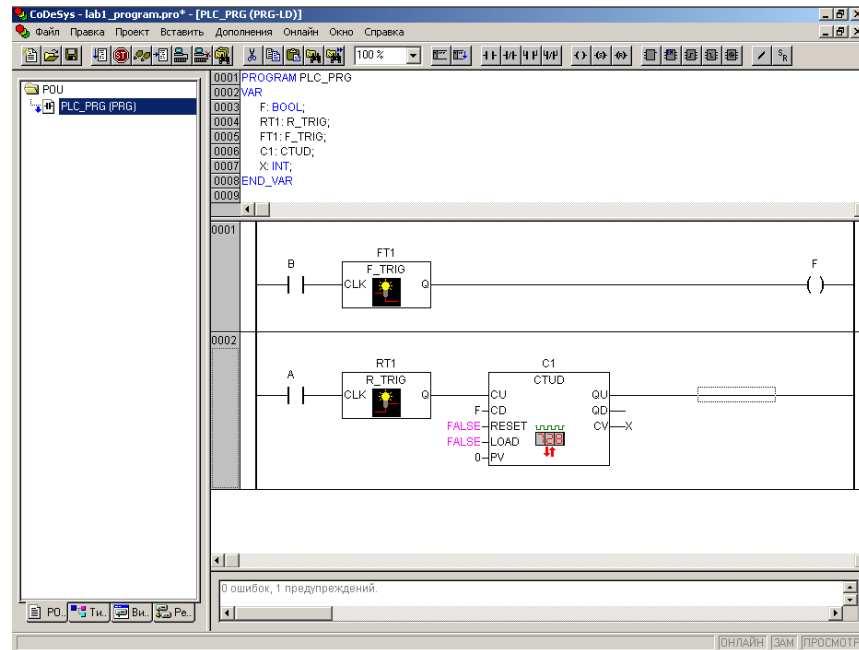 CoDeSys - lab1_program.pro* - [PLC_PRG (PRG-LD)]
Файл Правка Проект Вставить Дополнения Онлайн Окно Справка
100 %
POU
PLC_PRG (PRG)
0001 PROGRAM PLC_PRG
0002 VAR
0003 F: BOOL;
0004 RT1: R_TRIG;
0005 FT1: F_TRIG;
0006 C1: CTUD;
0007 X: INT;
0008 END_VAR
0009
0001
FT1
B F_TRIG F
CLK Q
0002
RT1 C1
A R_TRIG CTUD
CLK Q CU QU
F CD QD
FALSE RESET CV X
FALSE LOAD
0 PV
0 ошибок, 1 предупреждений.
PO.. Ти.. Ви.. Ре..
ОНЛАЙН ЗАМ ПРОСМОТР